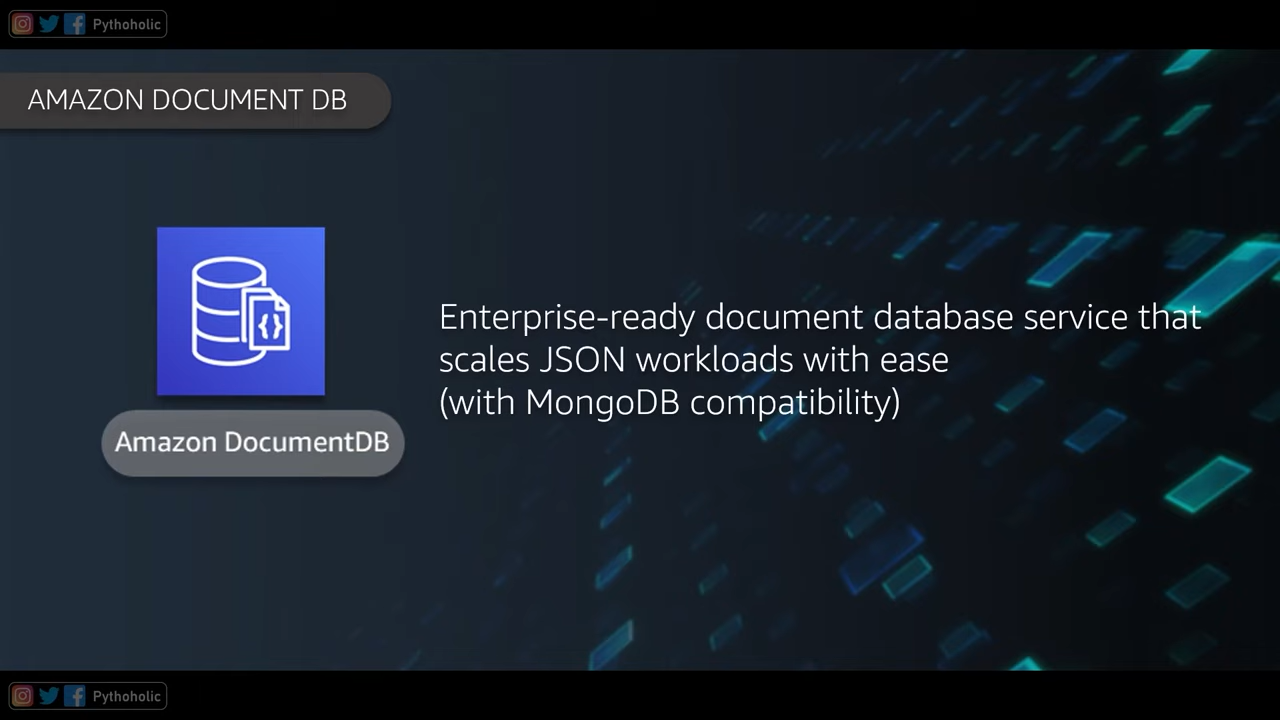 Pythoholic
AMAZON DOCUMENT DB
Enterprise-ready document database service that
scales JSON workloads with ease
(with MongoDB compatibility)
Amazon DocumentDB
Pythoholic